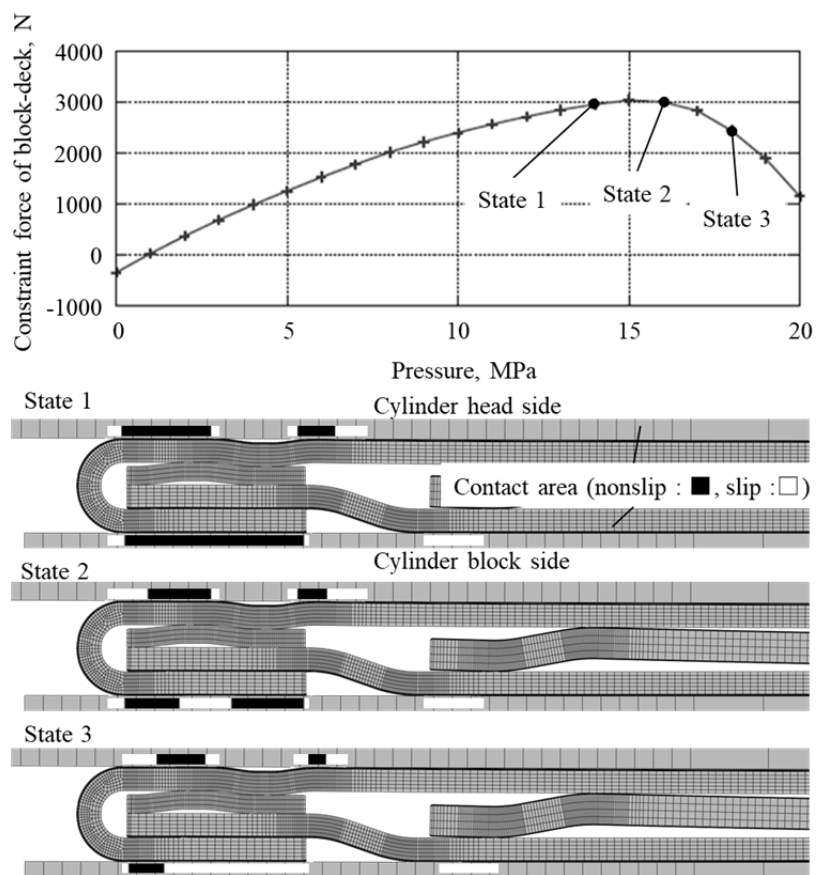 Constraint force of block-deck, N
4000
3000
2000
1000
0
-1000
State 1
State 2
State 3
0
5
10
15
20
Pressure, MPa
State 1
Cylinder head side
Contact area (nonslip : ■, slip : □)
State 2
Cylinder block side
State 3